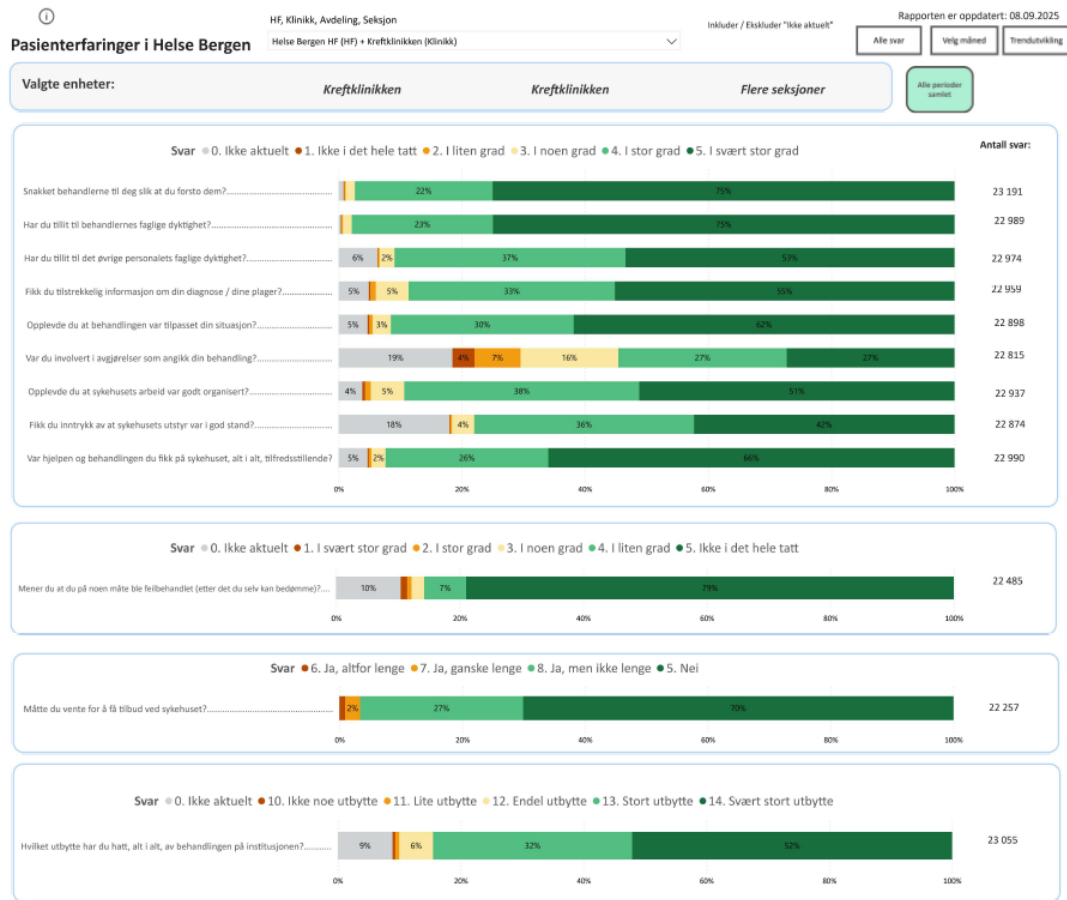 HF, Klinikk, Avdeling, Seksjon
Inkluder / Ekskluder "Ikke aktuelt"
Rapporten er oppdatert: 08.09.2025
Pasienterfaringer i Helse Bergen
Helse Bergen HF (HF) + Kreftklinikken (Klinikk)
Alle svar
Velg måned
Trendutvikling
Valgte enheter:
Kreftklinikken
Kreftklinikken
Flere seksjoner
Alle perioder
samlet
Svar 0. Ikke aktuelt 1. Ikke i det hele tatt 2. I liten grad 3. I noen grad 4. I stor grad 5. I svært stor grad
Antall svar:
Snakket behandlerne til deg slik at du forsto dem? 22% 75% 23 191
Har du tillit til behandlernes faglige dyktighet? 23% 75% 22 989
Har du tillit til det øvrige personalets faglige dyktighet? 6% 2% 37% 53% 22 974
Fikk du tilstrekkelig informasjon om din diagnose / dine plager? 5% 5% 33% 55% 22 959
Opplevde du at behandlingen var tilpasset din situasjon? 5% 3% 30% 62% 22 898
Var du involvert i avgjørelser som angikk din behandling? 19% 4% 7% 16% 27% 27% 22 815
Opplevde du at sykehusets arbeid var godt organisert? 4% 5% 38% 51% 22 937
Fikk du inntrykk av at sykehusets utstyr var i god stand? 18% 4% 36% 42% 22 874
Var hjelpen og behandlingen du fikk på sykehuset, alt i alt, tilfredsstillende? 5% 2% 26% 66% 22 990
0% 20% 40% 60% 80% 100%
Svar 0. Ikke aktuelt 1. I svært stor grad 2. I stor grad 3. I noen grad 4. I liten grad 5. Ikke i det hele tatt
Mener du at du på noen måte ble feilbehandlet (etter det du selv kan bedømme)?.... 10% 7% 79% 22 485
0% 20% 40% 60% 80% 100%
Svar 6. Ja, altfor lenge 7. Ja, ganske lenge 8. Ja, men ikke lenge 5. Nei
Måtte du vente for å få tilbud ved sykehuset? 2% 27% 70% 22 257
0% 20% 40% 60% 80% 100%
Svar 0. Ikke aktuelt 10. Ikke noe utbytte 11. Lite utbytte 12. Endel utbytte 13. Stort utbytte 14. Svært stort utbytte
Hvilket utbytte har du hatt, alt i alt, av behandlingen på institusjonen? 9% 6% 32% 52% 23 055
0% 20% 40% 60% 80% 100%